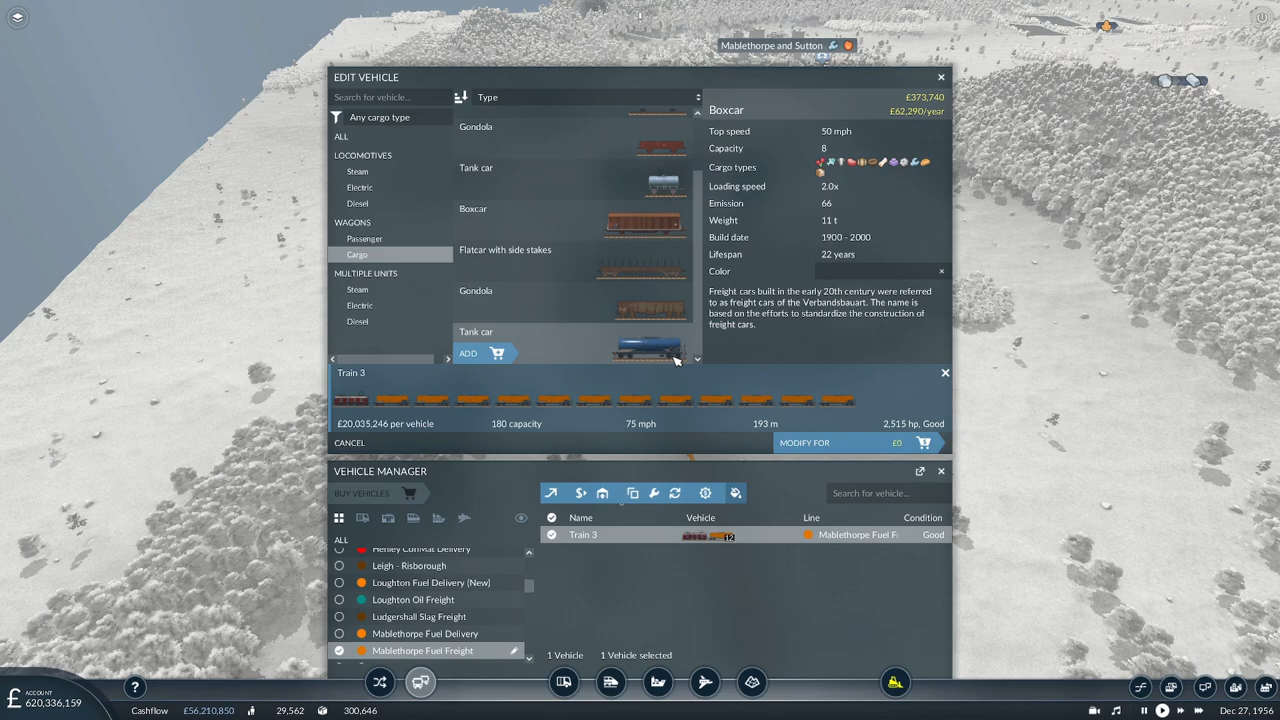 Mablethorpe and Sutton
EDIT VEHICLE
Search for vehicle...
Type
Any cargo type
ALL
LOCOMOTIVES
Steam
Electric
Diesel
WAGONS
Passenger
Cargo
MULTIPLE UNITS
Steam
Electric
Diesel
Gondola
Tank car
Boxcar
Flatcar with side stakes
Gondola
Tank car
ADD
Boxcar
£373,740
£62,290/year
Top speed 50 mph
Capacity 8
Cargo types
Loading speed 2.0x
Emission 66
Weight 11 t
Build date 1900 - 2000
Lifespan 22 years
Color
Freight cars built in the early 20th century were referred
to as freight cars of the Verbandsbauart. The name is
based on the efforts to standardize the construction of
freight cars.
Train 3
£20,035,246 per vehicle 180 capacity 75 mph 193 m 2,515 hp, Good
CANCEL
MODIFY FOR £0
VEHICLE MANAGER
BUY VEHICLES
Search for vehicle...
ALL
Henley ConMat Delivery
Leigh - Risborough
Loughton Fuel Delivery (New)
Loughton Oil Freight
Ludgershall Slag Freight
Mablethorpe Fuel Delivery
Mablethorpe Fuel Freight
Name Vehicle Line Condition
Train 3 12 Mablethorpe Fuel F Good
1 Vehicle 1 Vehicle selected
£ ACCOUNT
620,336,159
?
Cashflow £56,210,850 29,562 300,646
Dec 27, 1956